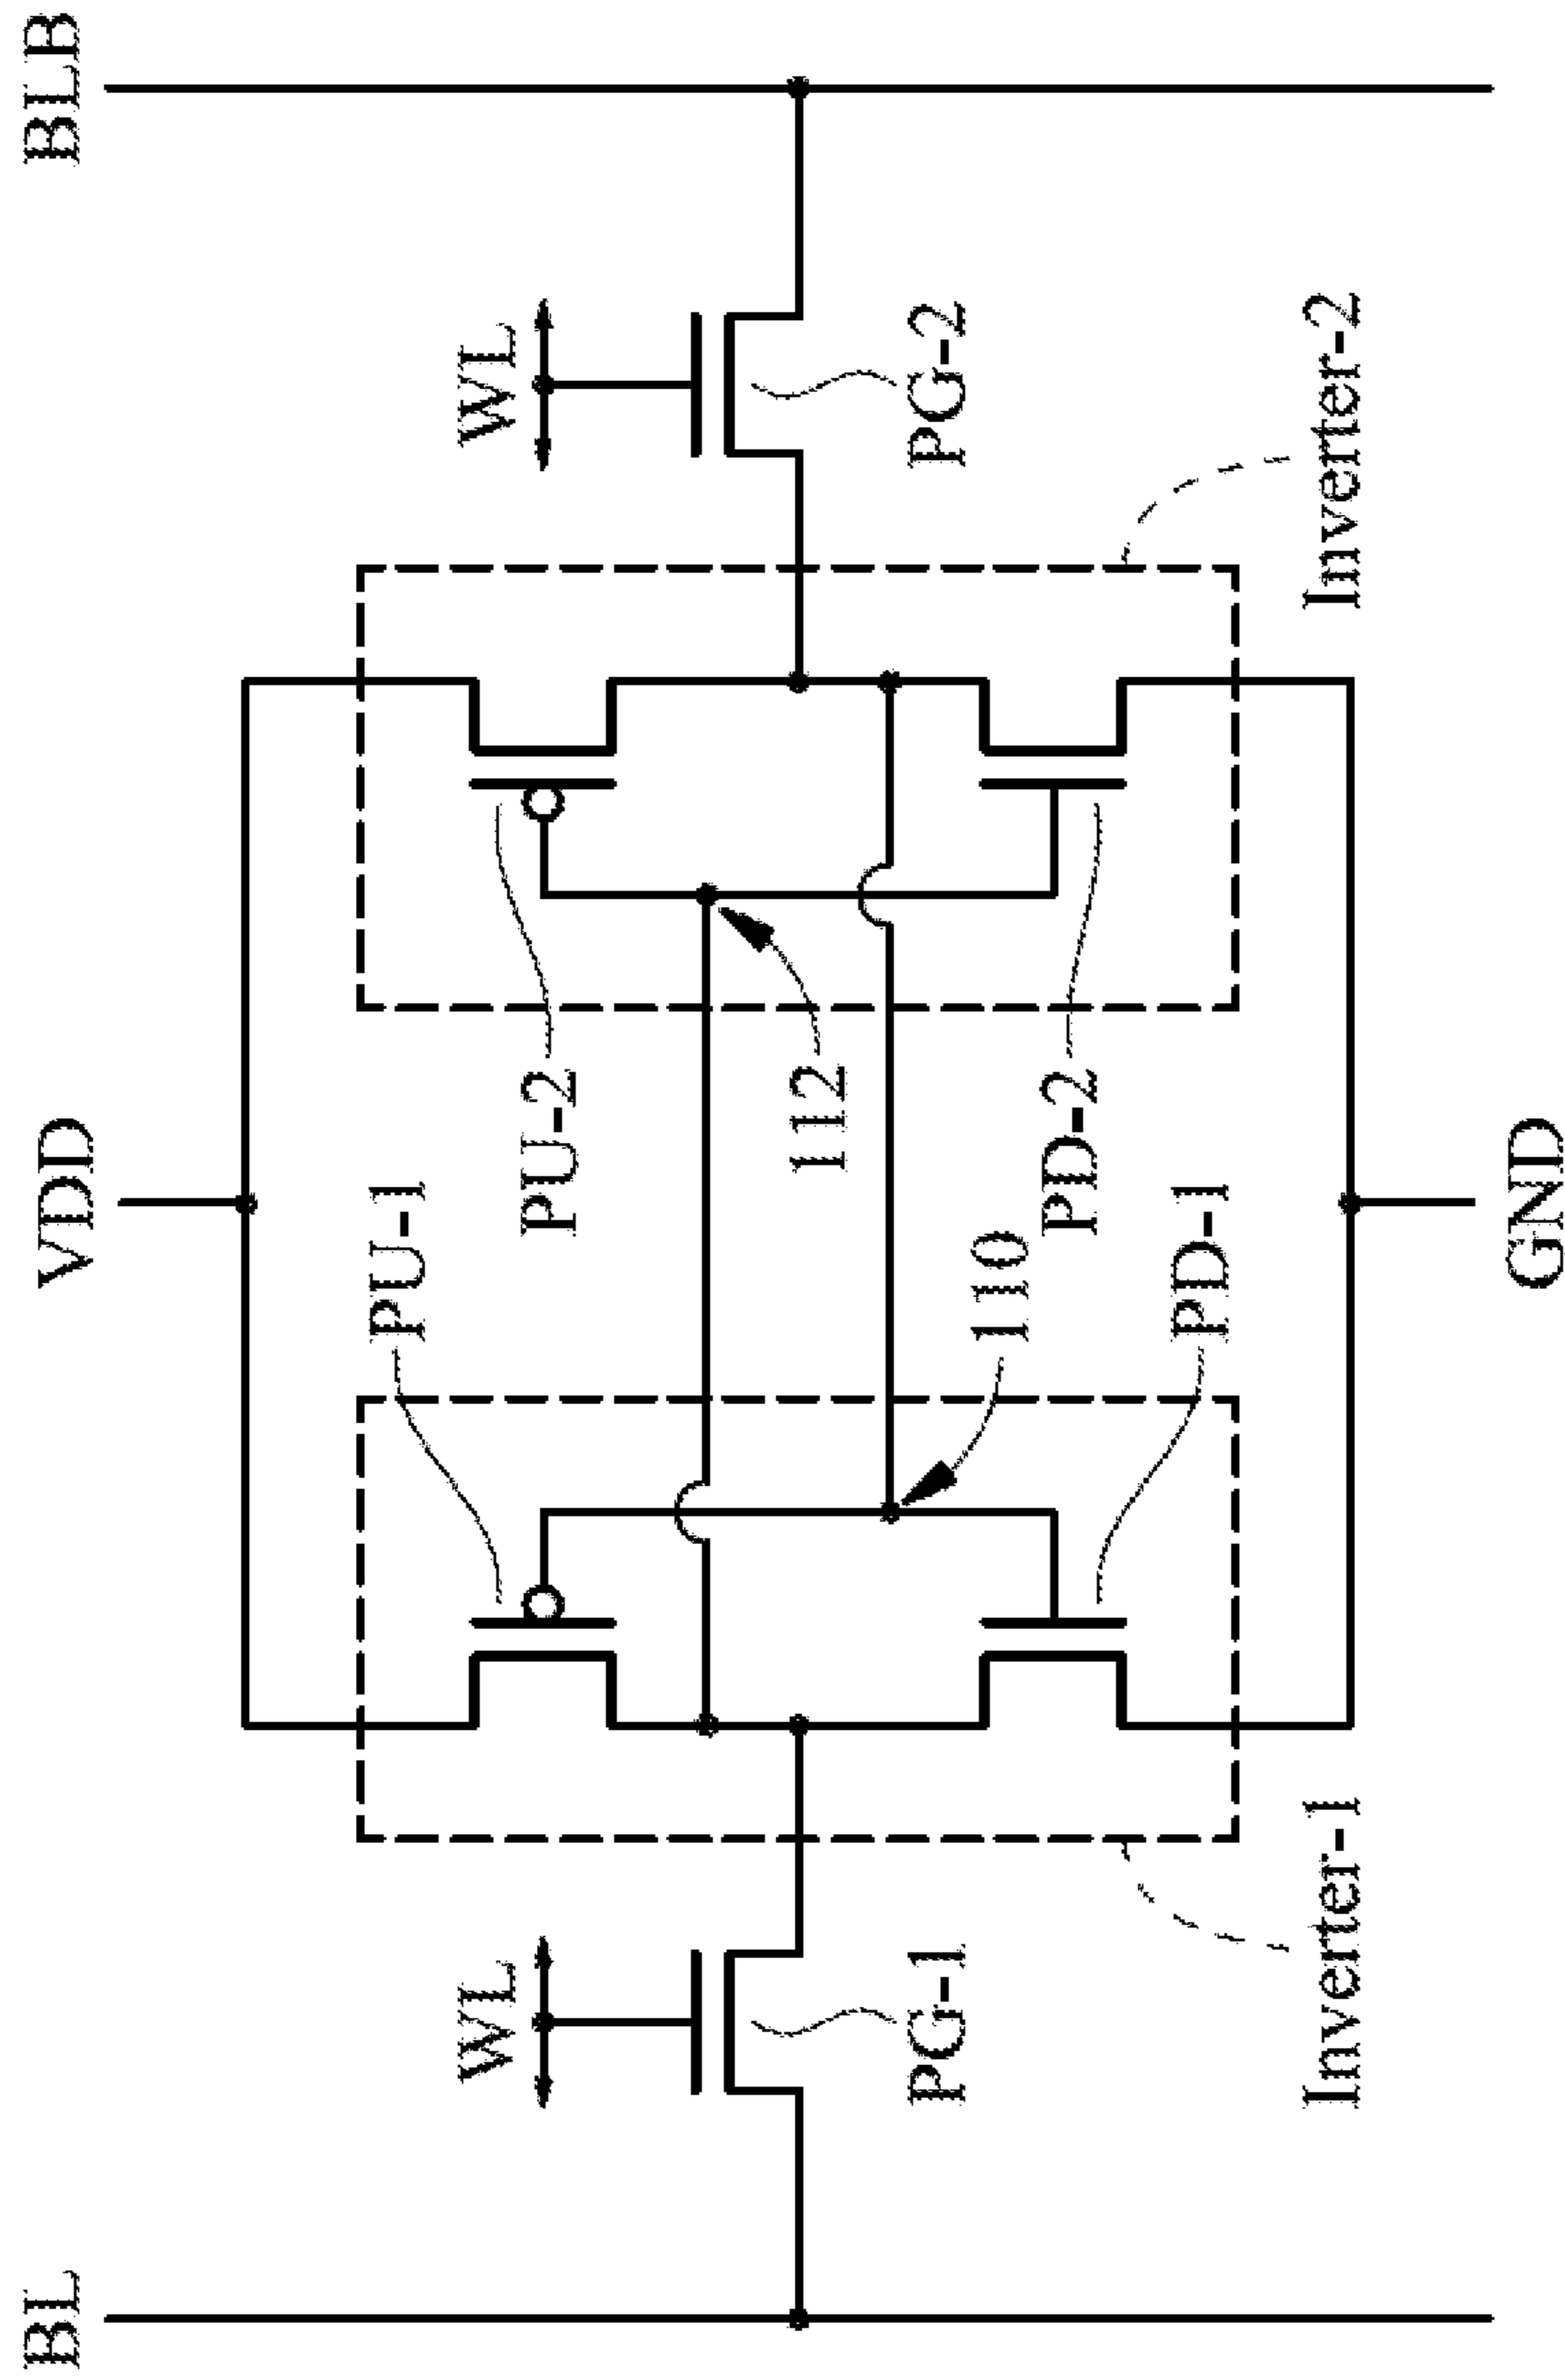 BL
VDD
BLB
WL
WL
PU-1
PU-2
112
PG-1
110
PG-2
PD-2
PD-1
Inverter-1
Inverter-2
GND